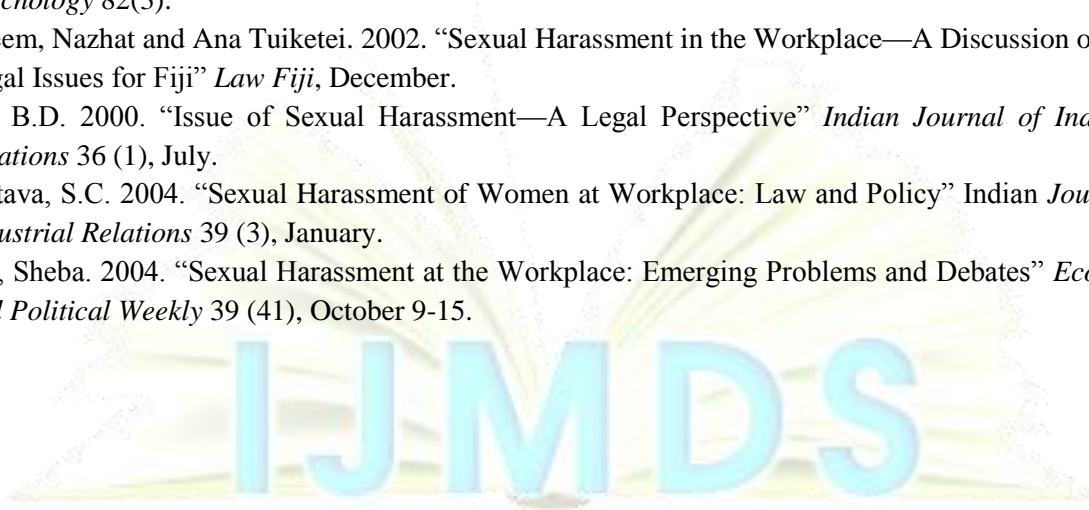 chology 82(5).
eem, Nazhat and Ana Tuiketei. 2002. “Sexual Harassment in the Workplace—A Discussion o
gal Issues for Fiji” Law Fiji, December.
B.D. 2000. “Issue of Sexual Harassment—A Legal Perspective” Indian Journal of Ind
ations 36 (1), July.
tava, S.C. 2004. “Sexual Harassment of Women at Workplace: Law and Policy” Indian Jou
ustrial Relations 39 (3), January.
, Sheba. 2004. “Sexual Harassment at the Workplace: Emerging Problems and Debates” Eco
d Political Weekly 39 (41), October 9-15.
IJMDS